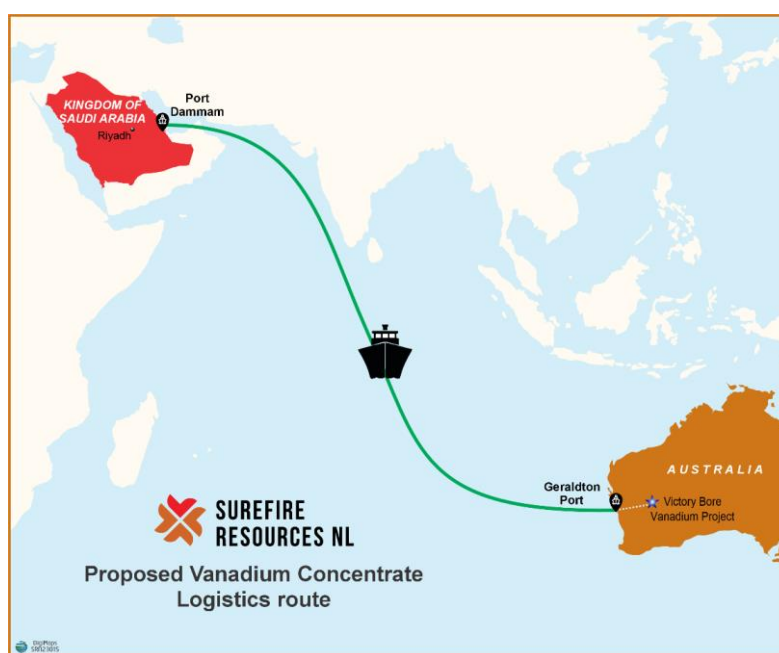 KINGDOM OF
SAUDI ARABIA
Riyadh
Port
Dammam
AUSTRALIA
Geraldton
Port
Victory Bore
Vanadium Project
SUREFIRE
RESOURCES NL
Proposed Vanadium Concentrate
Logistics route
DigiMaps